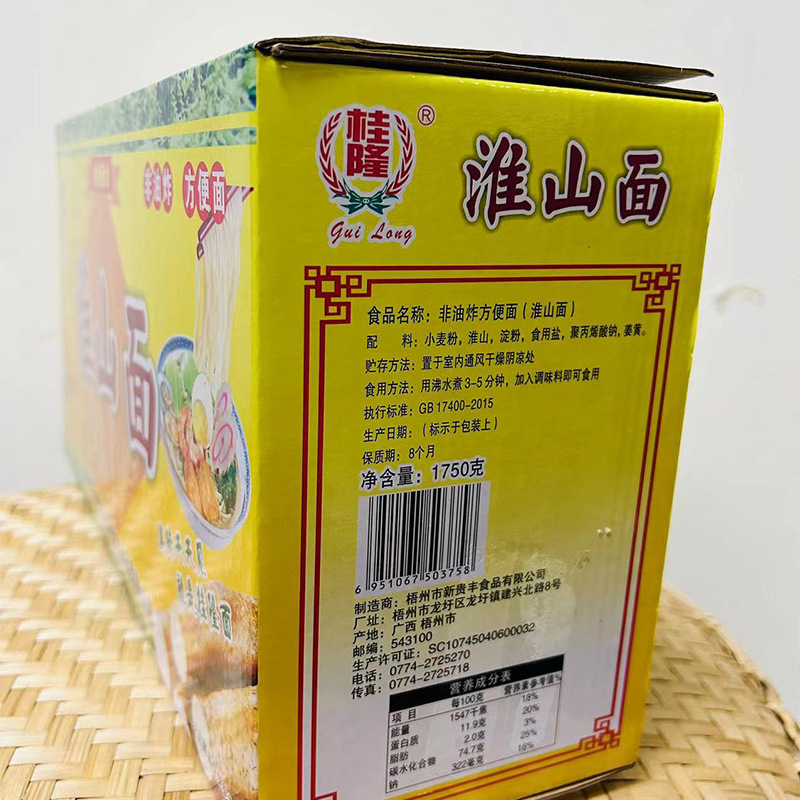 桂隆
®
Gui Long
淮山面
食品名称：非油炸方便面（淮山面）
配 料：小麦粉，淮山，淀粉，食用盐，聚丙烯酸钠，姜黄。
贮存方法：置于室内通风干燥阴凉处
食用方法：用沸水煮3-5分钟，加入调味料即可食用
执行标准：GB 17400-2015
生产日期：（标示于包装上）
保质期：8个月
净含量：1750克
6 951067 503758
制造商：梧州市新贵丰食品有限公司
厂址：梧州市龙圩区龙圩镇建兴北路8号
产地：广西 梧州市
邮编：543100
生产许可证：SC10745040600032
电话：0774-2725270
传真：0774-2725718
营养成分表
项目 每100克 营养素参考值%
能量 1547千焦 18%
蛋白质 11.9克 20%
脂肪 2.0克 3%
碳水化合物 74.7克 25%
钠 322毫克 16%
非油炸 方便面
淮山面
桂隆面